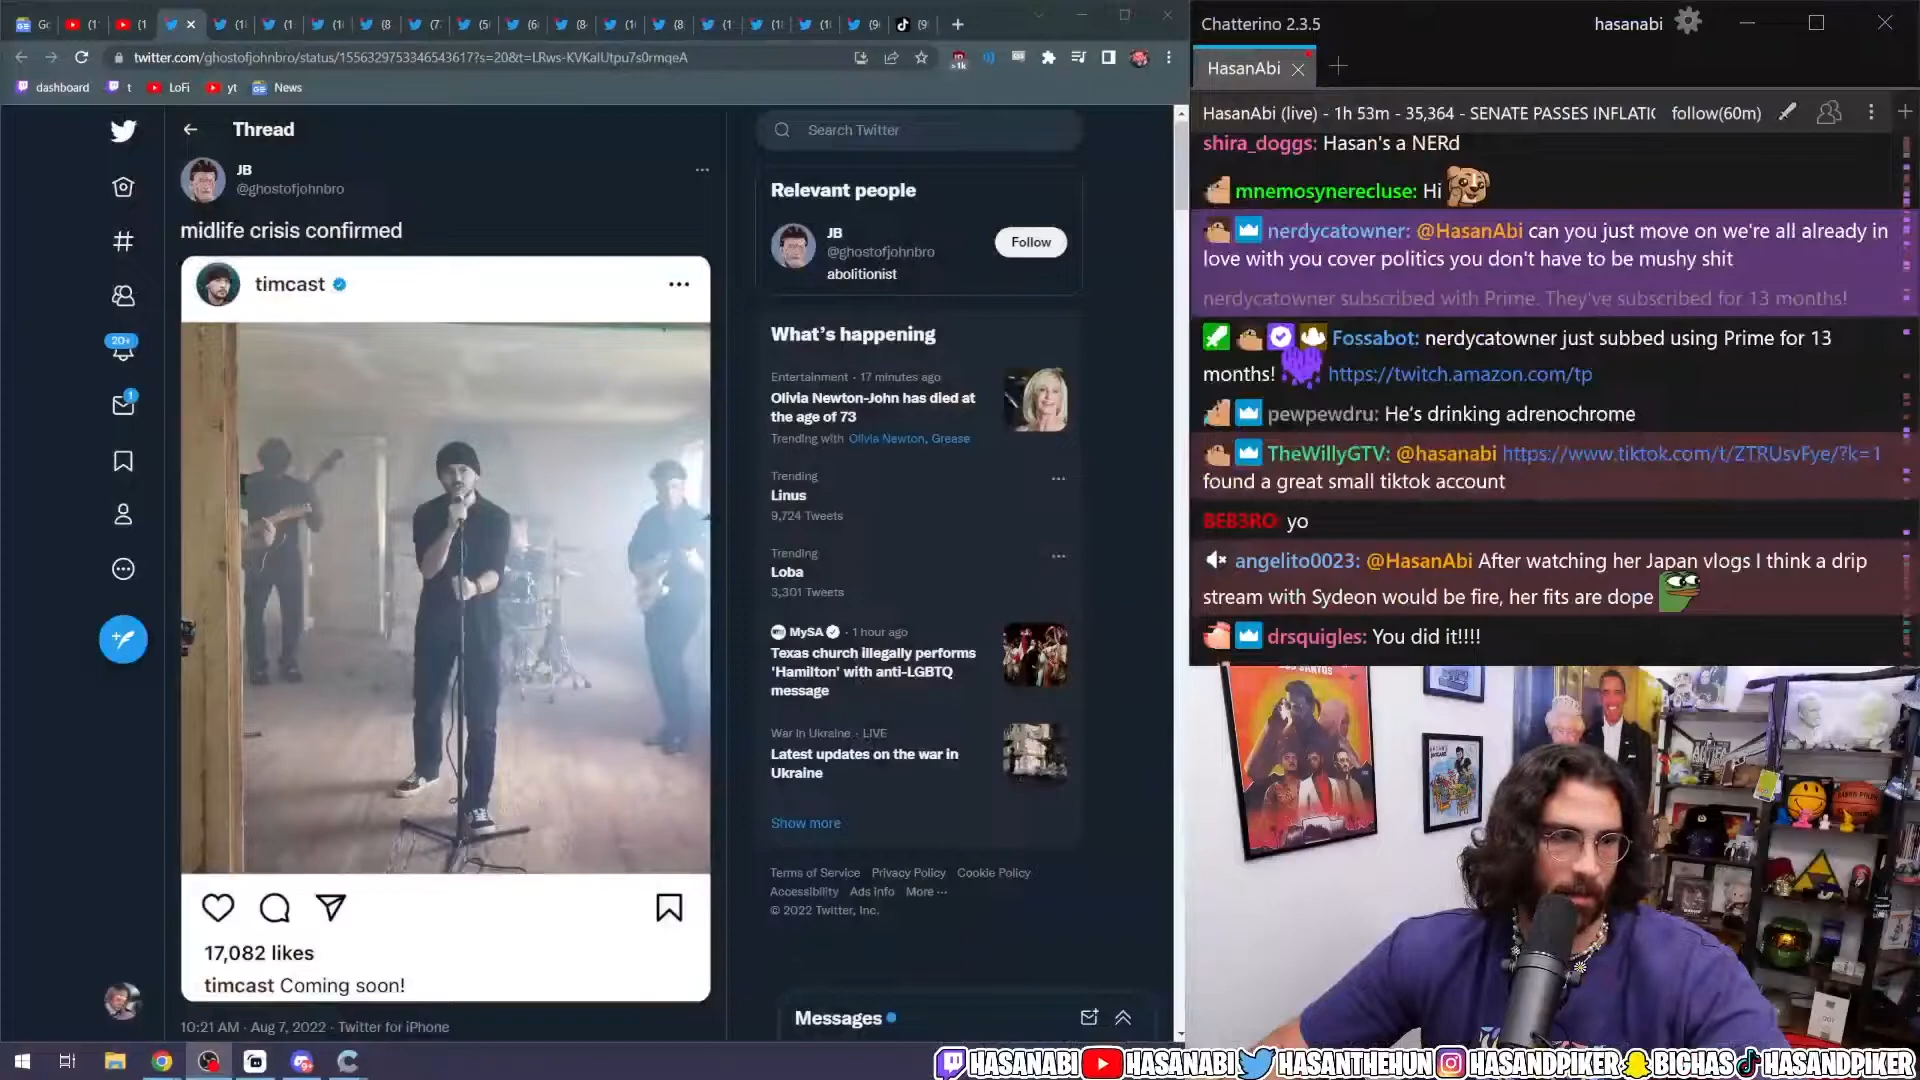 twitter.com/ghostofjohnbro/status/1556329753346543617?s=20&t=LRws-KVKalUtpu7s0rmqeA
dashboard
t
LoFi
yt
News
Thread
JB
@ghostofjohnbro
midlife crisis confirmed
timcast
17,082 likes
timcast Coming soon!
10:21 AM · Aug 7, 2022 · Twitter for iPhone
20+
1
Search Twitter
Relevant people
JB
@ghostofjohnbro
Follow
abolitionist
What's happening
Entertainment · 17 minutes ago
Olivia Newton-John has died at
the age of 73
Trending with Olivia Newton, Grease
Trending
Linus
9,724 Tweets
Trending
Loba
3,301 Tweets
MySA · 1 hour ago
Texas church illegally performs
'Hamilton' with anti-LGBTQ
message
War in Ukraine · LIVE
Latest updates on the war in
Ukraine
Show more
Terms of Service Privacy Policy Cookie Policy
Accessibility Ads info More ···
© 2022 Twitter, Inc.
Messages
Chatterino 2.3.5
hasanabi
HasanAbi
HasanAbi (live) - 1h 53m - 35,364 - SENATE PASSES INFLATIC
follow(60m)
shira_doggs: Hasan's a NERd
mnemosynerecluse: Hi
nerdycatowner: @HasanAbi can you just move on we're all already in
love with you cover politics you don't have to be mushy shit
nerdycatowner subscribed with Prime. They've subscribed for 13 months!
Fossabot: nerdycatowner just subbed using Prime for 13
months! https://twitch.amazon.com/tp
pewpewdru: He's drinking adrenochrome
TheWillyGTV: @hasanabi https://www.tiktok.com/t/ZTRUsvFye/?k=1
found a great small tiktok account
BEB3RO yo
angelito0023: @HasanAbi After watching her Japan vlogs I think a drip
stream with Sydeon would be fire, her fits are dope
drsquigles: You did it!!!!
HASANABI HASANABI HASANTHEHUN HASANDPIKER BIGHAS HASANDPIKER